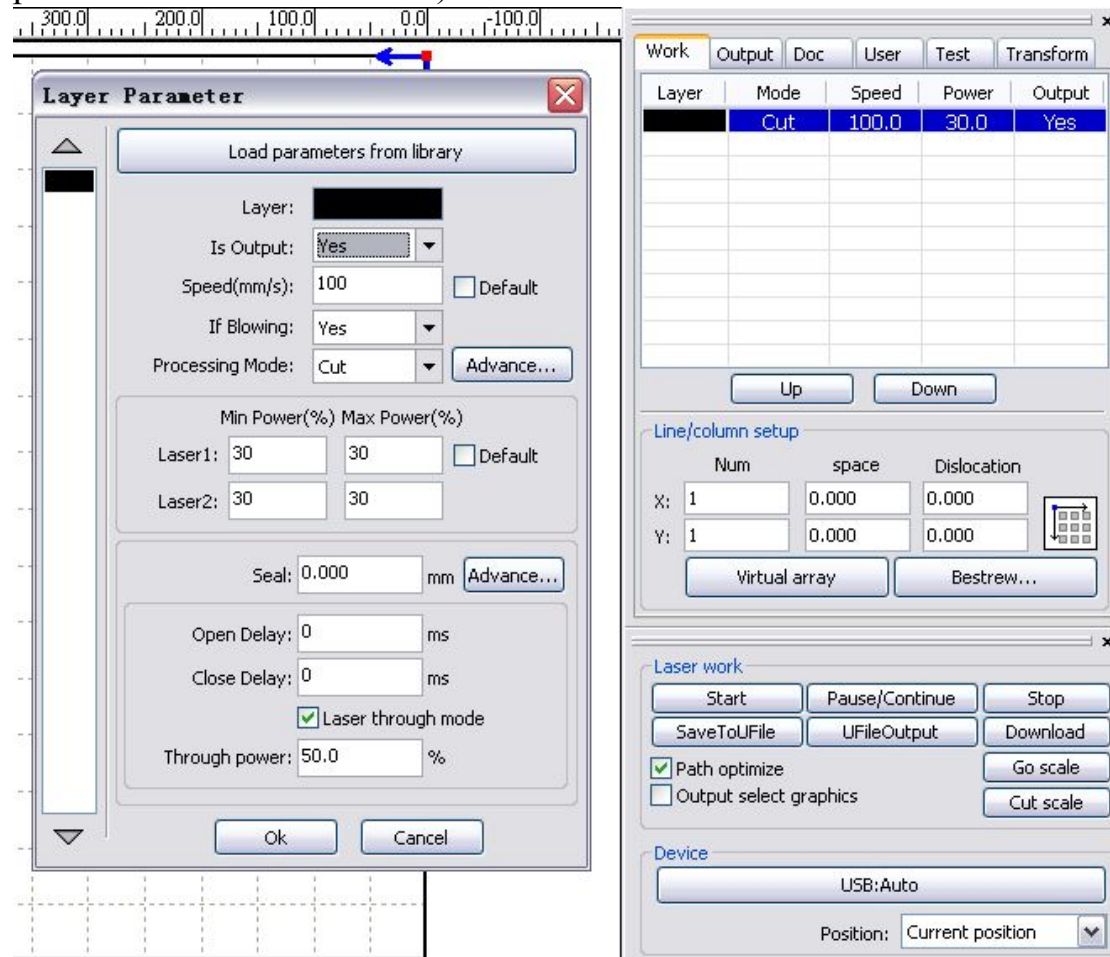 300.0 200.0 100.0 0.0 -100.0
Layer Parameter
Load parameters from library
Layer:
Is Output: Yes
Speed(mm/s): 100 Default
If Blowing: Yes
Processing Mode: Cut Advance...
Min Power(%) Max Power(%)
Laser1: 30 30 Default
Laser2: 30 30
Seal: 0.000 mm Advance...
Open Delay: 0 ms
Close Delay: 0 ms
Laser through mode
Through power: 50.0 %
Ok Cancel
Work Output Doc User Test Transform
Layer Mode Speed Power Output
Cut 100.0 30.0 Yes
Up Down
Line/column setup
Num space Dislocation
X: 1 0.000 0.000
Y: 1 0.000 0.000
Virtual array Bestrew...
Laser work
Start Pause/Continue Stop
SaveToUFile UFileOutput Download
Path optimize Go scale
Output select graphics Cut scale
Device
USB:Auto
Position: Current position